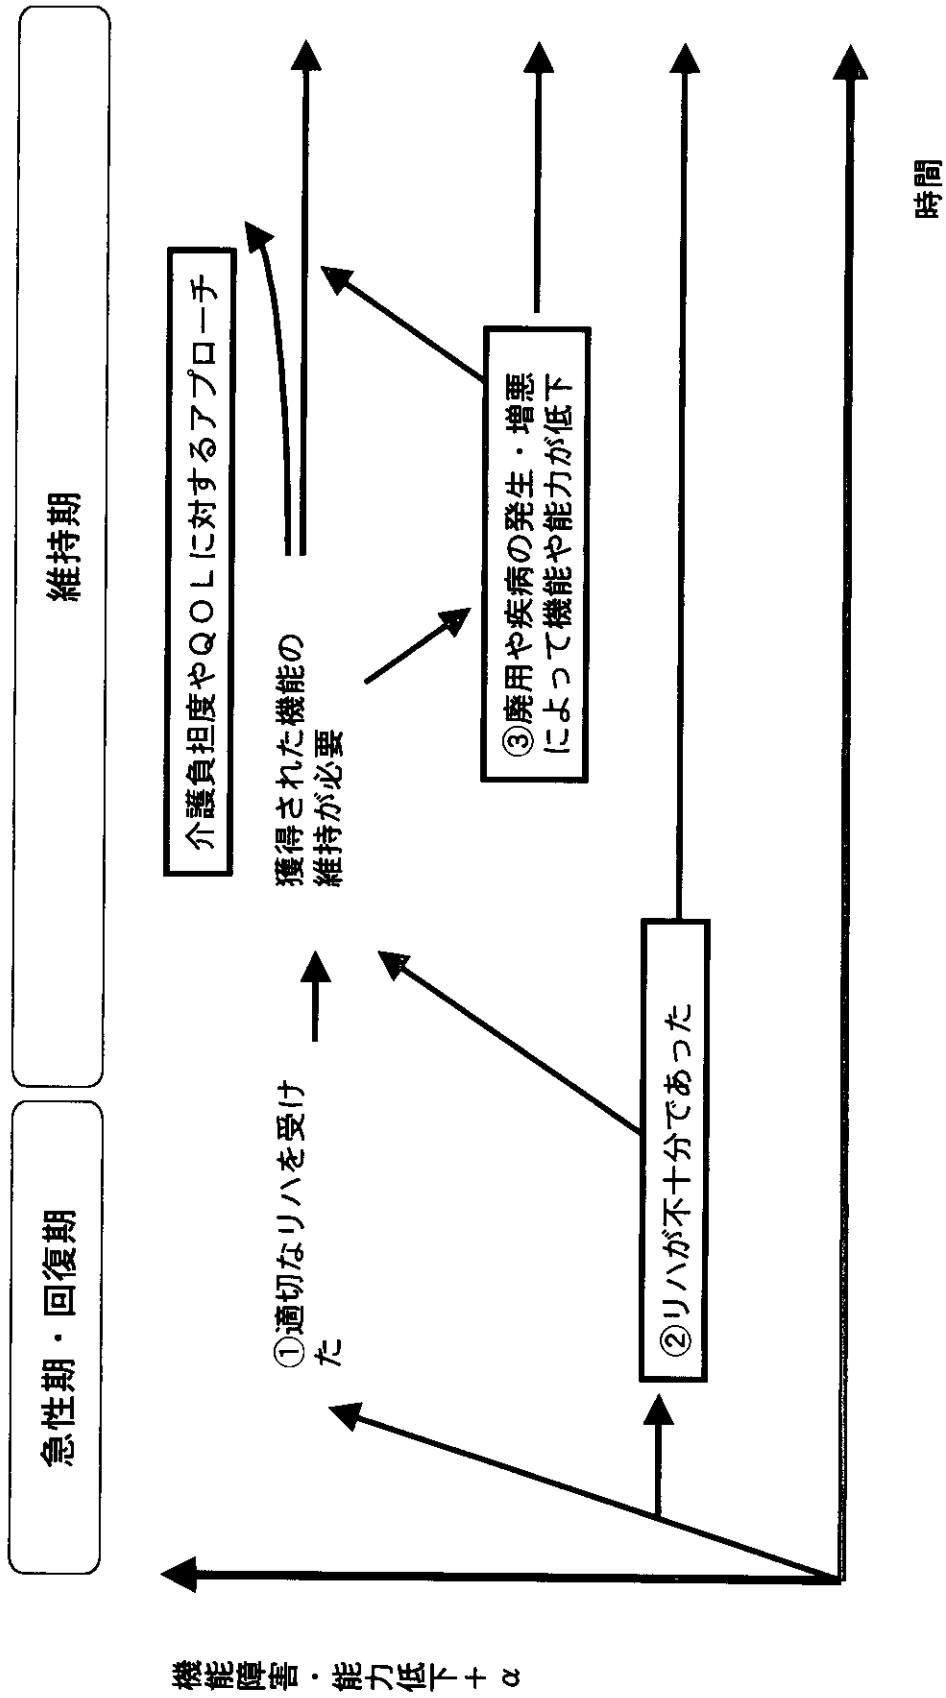 急性期・回復期
維持期
機能障害・能力低下+α
介護負担度やQOLに対するアプローチ
①適切なリハを受け
た
獲得された機能の
維持が必要
③廃用や疾病の発生・増悪
によって機能や能力が低下
②リハが不十分であった
時間